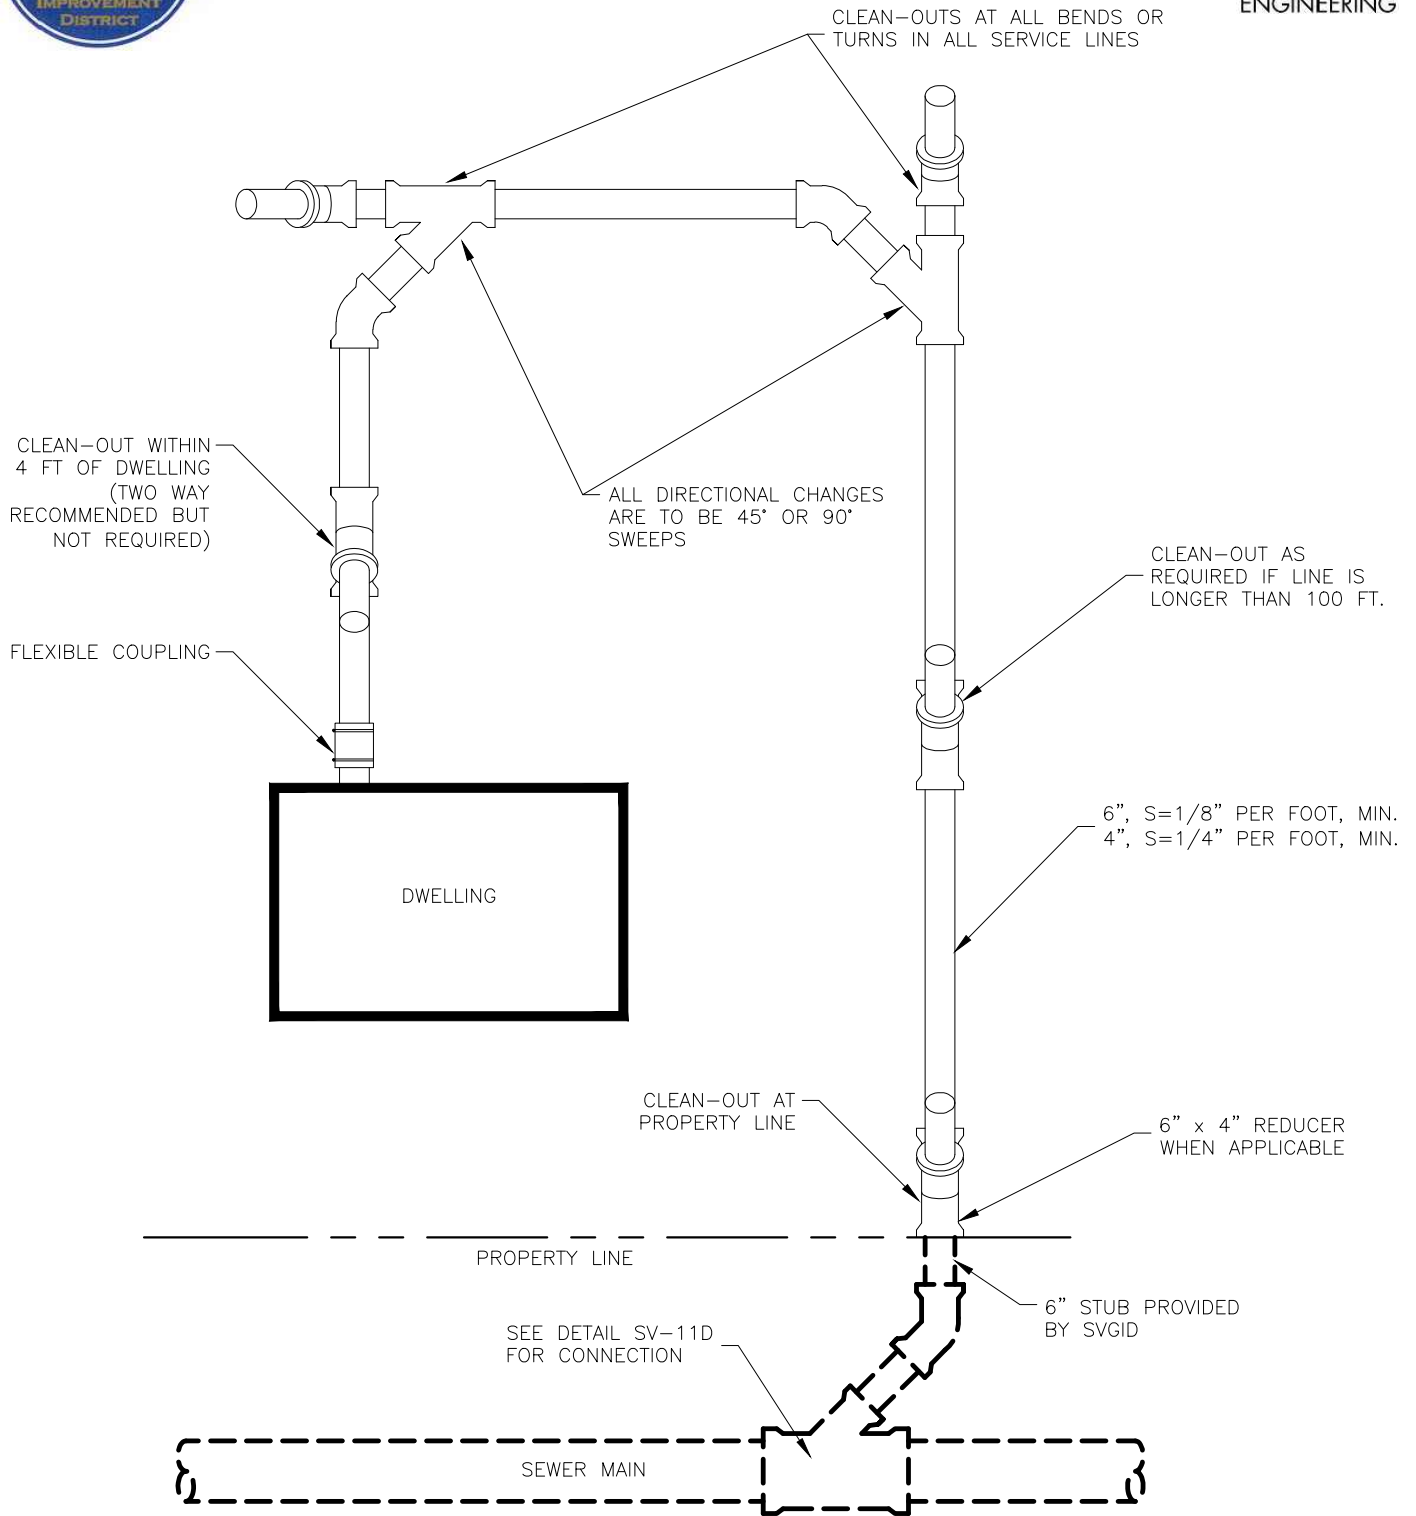 IMPROVEMENT
DISTRICT
ENGINEERING
CLEAN-OUTS AT ALL BENDS OR
TURNS IN ALL SERVICE LINES
CLEAN-OUT WITHIN
4 FT OF DWELLING
(TWO WAY
RECOMMENDED BUT
NOT REQUIRED)
ALL DIRECTIONAL CHANGES
ARE TO BE 45° OR 90°
SWEEPS
CLEAN-OUT AS
REQUIRED IF LINE IS
LONGER THAN 100 FT.
FLEXIBLE COUPLING
6", S=1/8" PER FOOT, MIN.
4", S=1/4" PER FOOT, MIN.
DWELLING
CLEAN-OUT AT
PROPERTY LINE
6" x 4" REDUCER
WHEN APPLICABLE
PROPERTY LINE
6" STUB PROVIDED
BY SVGID
SEE DETAIL SV-11D
FOR CONNECTION
SEWER MAIN